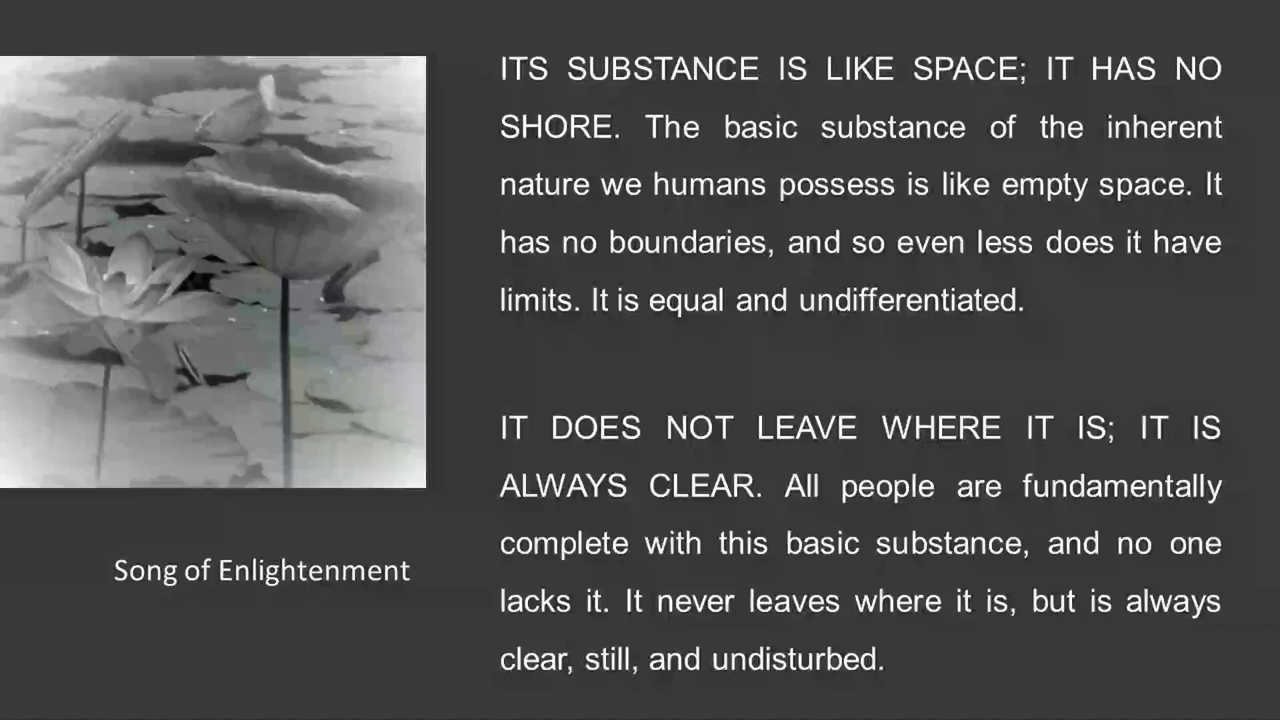 ITS SUBSTANCE IS LIKE SPACE; IT HAS NO
SHORE. The basic substance of the inherent
nature we humans possess is like empty space. It
has no boundaries, and so even less does it have
limits. It is equal and undifferentiated.
IT DOES NOT LEAVE WHERE IT IS; IT IS
ALWAYS CLEAR. All people are fundamentally
complete with this basic substance, and no one
lacks it. It never leaves where it is, but is always
clear, still, and undisturbed.
Song of Enlightenment